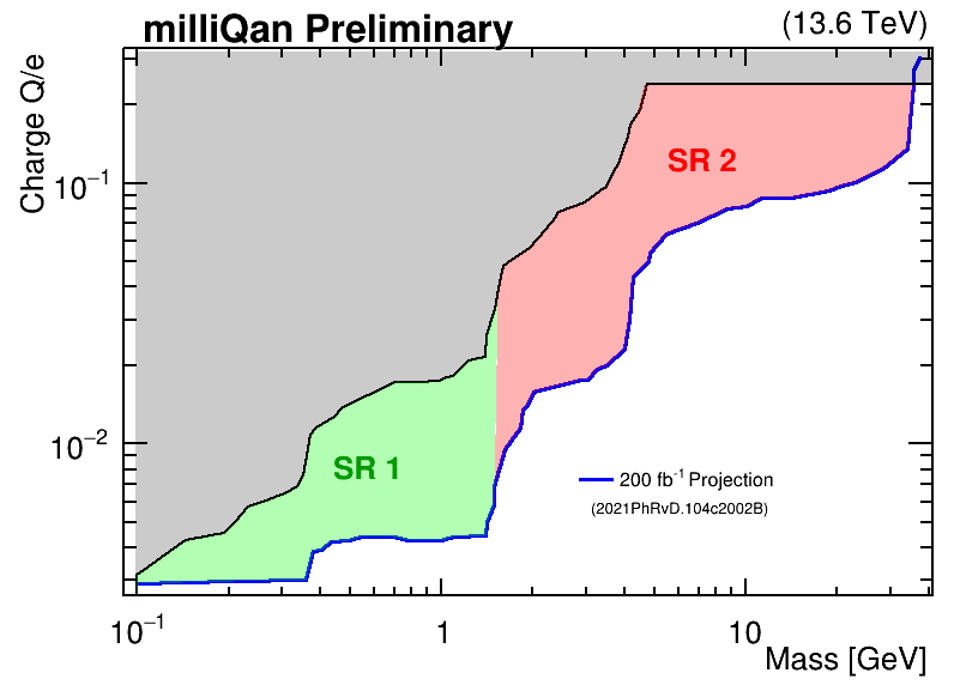 milliQan Preliminary (13.6 TeV)
Charge Q/e
10⁻¹
SR 2
10⁻²
SR 1
200 fb⁻¹ Projection
(2021PhRvD.104c2002B)
10⁻¹ 1 10
Mass [GeV]